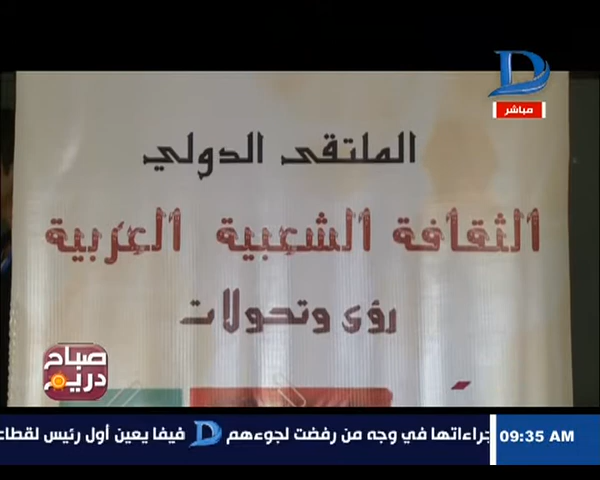 مباشر
الملتقى الدولي
الثقافة الشعبية العربية
رؤى وتحولات
صباح
دريم
جراءاتها في وجه من رفضت لجوءهم فيفا يعين أول رئيس لقطاع
09:35 AM